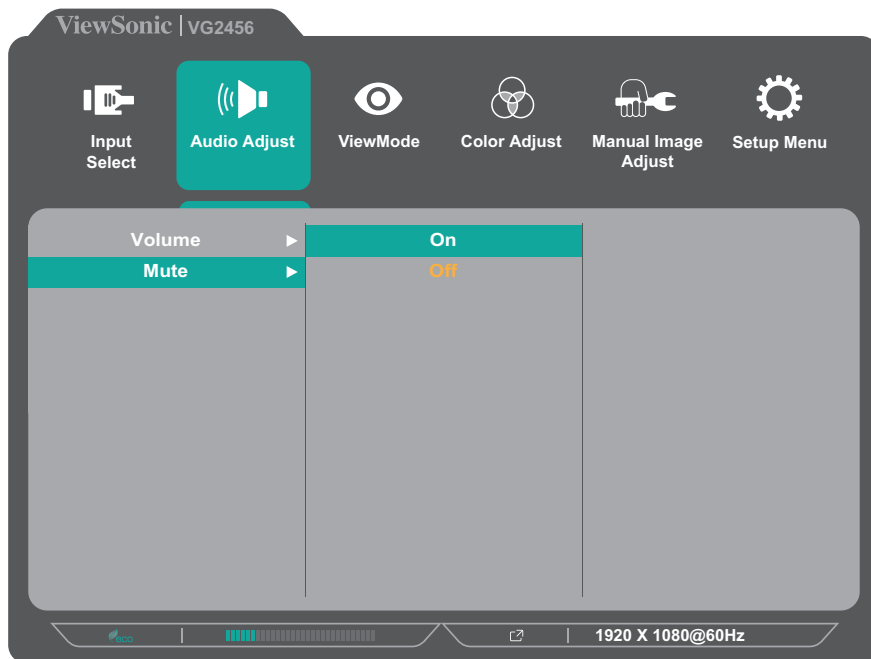 ViewSonic | VG2456
Input
Select
Audio Adjust
ViewMode
Color Adjust
Manual Image
Adjust
Setup Menu
Volume
On
Mute
Off
eco
1920 X 1080@60Hz